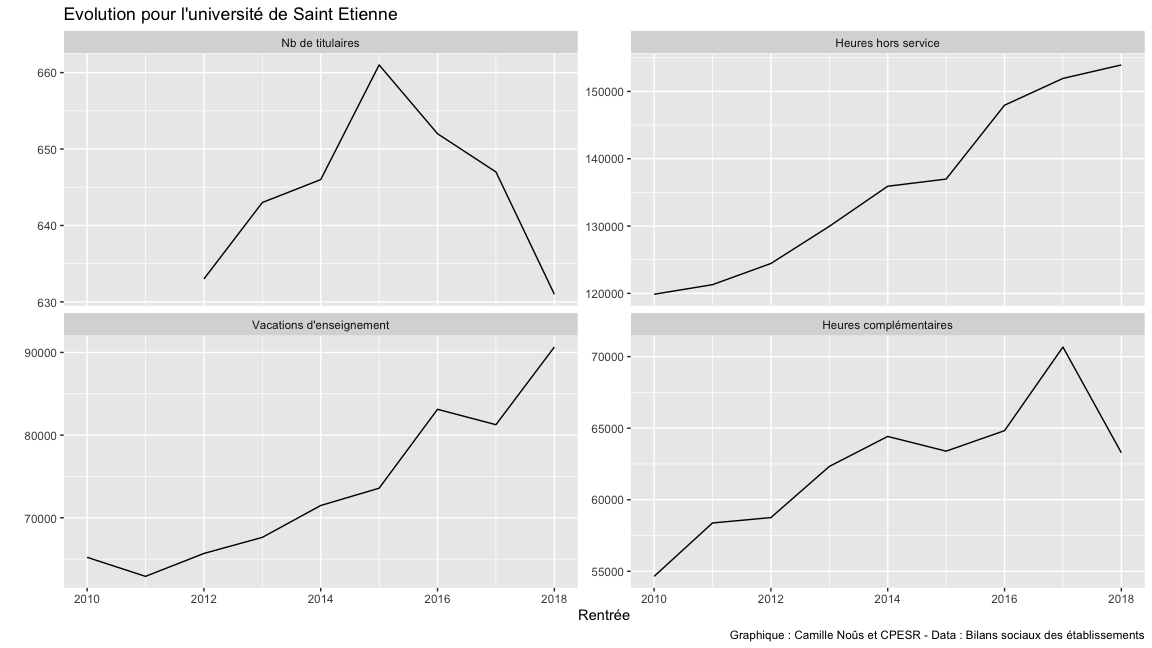 Evolution pour l'université de Saint Etienne
Nb de titulaires
660
650
640
630
Heures hors service
150000
140000
130000
120000
Vacations d'enseignement
90000
80000
70000
2010 2012 2014 2016 2018
Heures complémentaires
70000
65000
60000
55000
2010 2012 2014 2016 2018
Rentrée
Graphique : Camille Noûs et CPESR - Data : Bilans sociaux des établissements